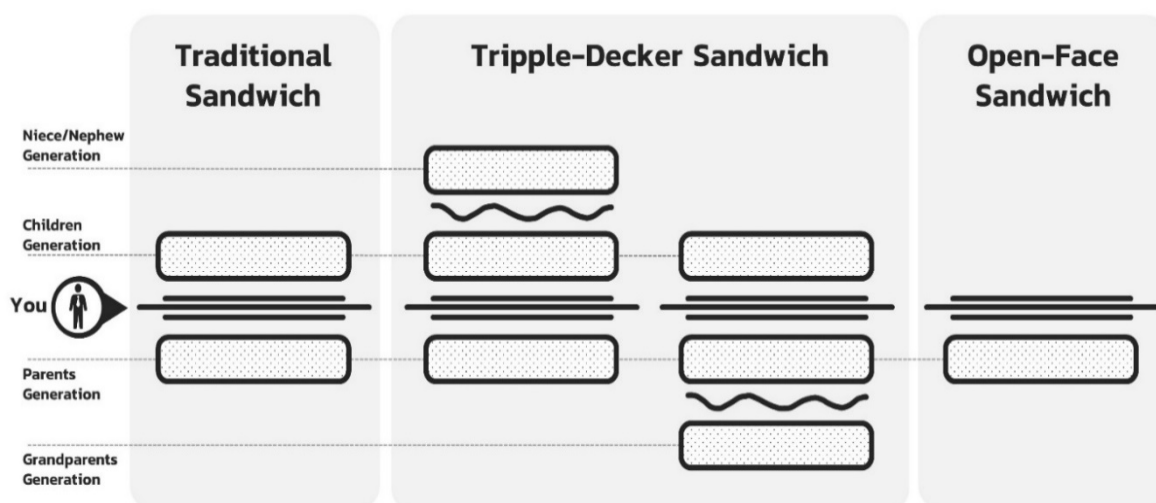 Traditional
Sandwich
Tripple-Decker Sandwich
Open-Face
Sandwich
Niece/Nephew
Generation
Children
Generation
You
Parents
Generation
Grandparents
Generation